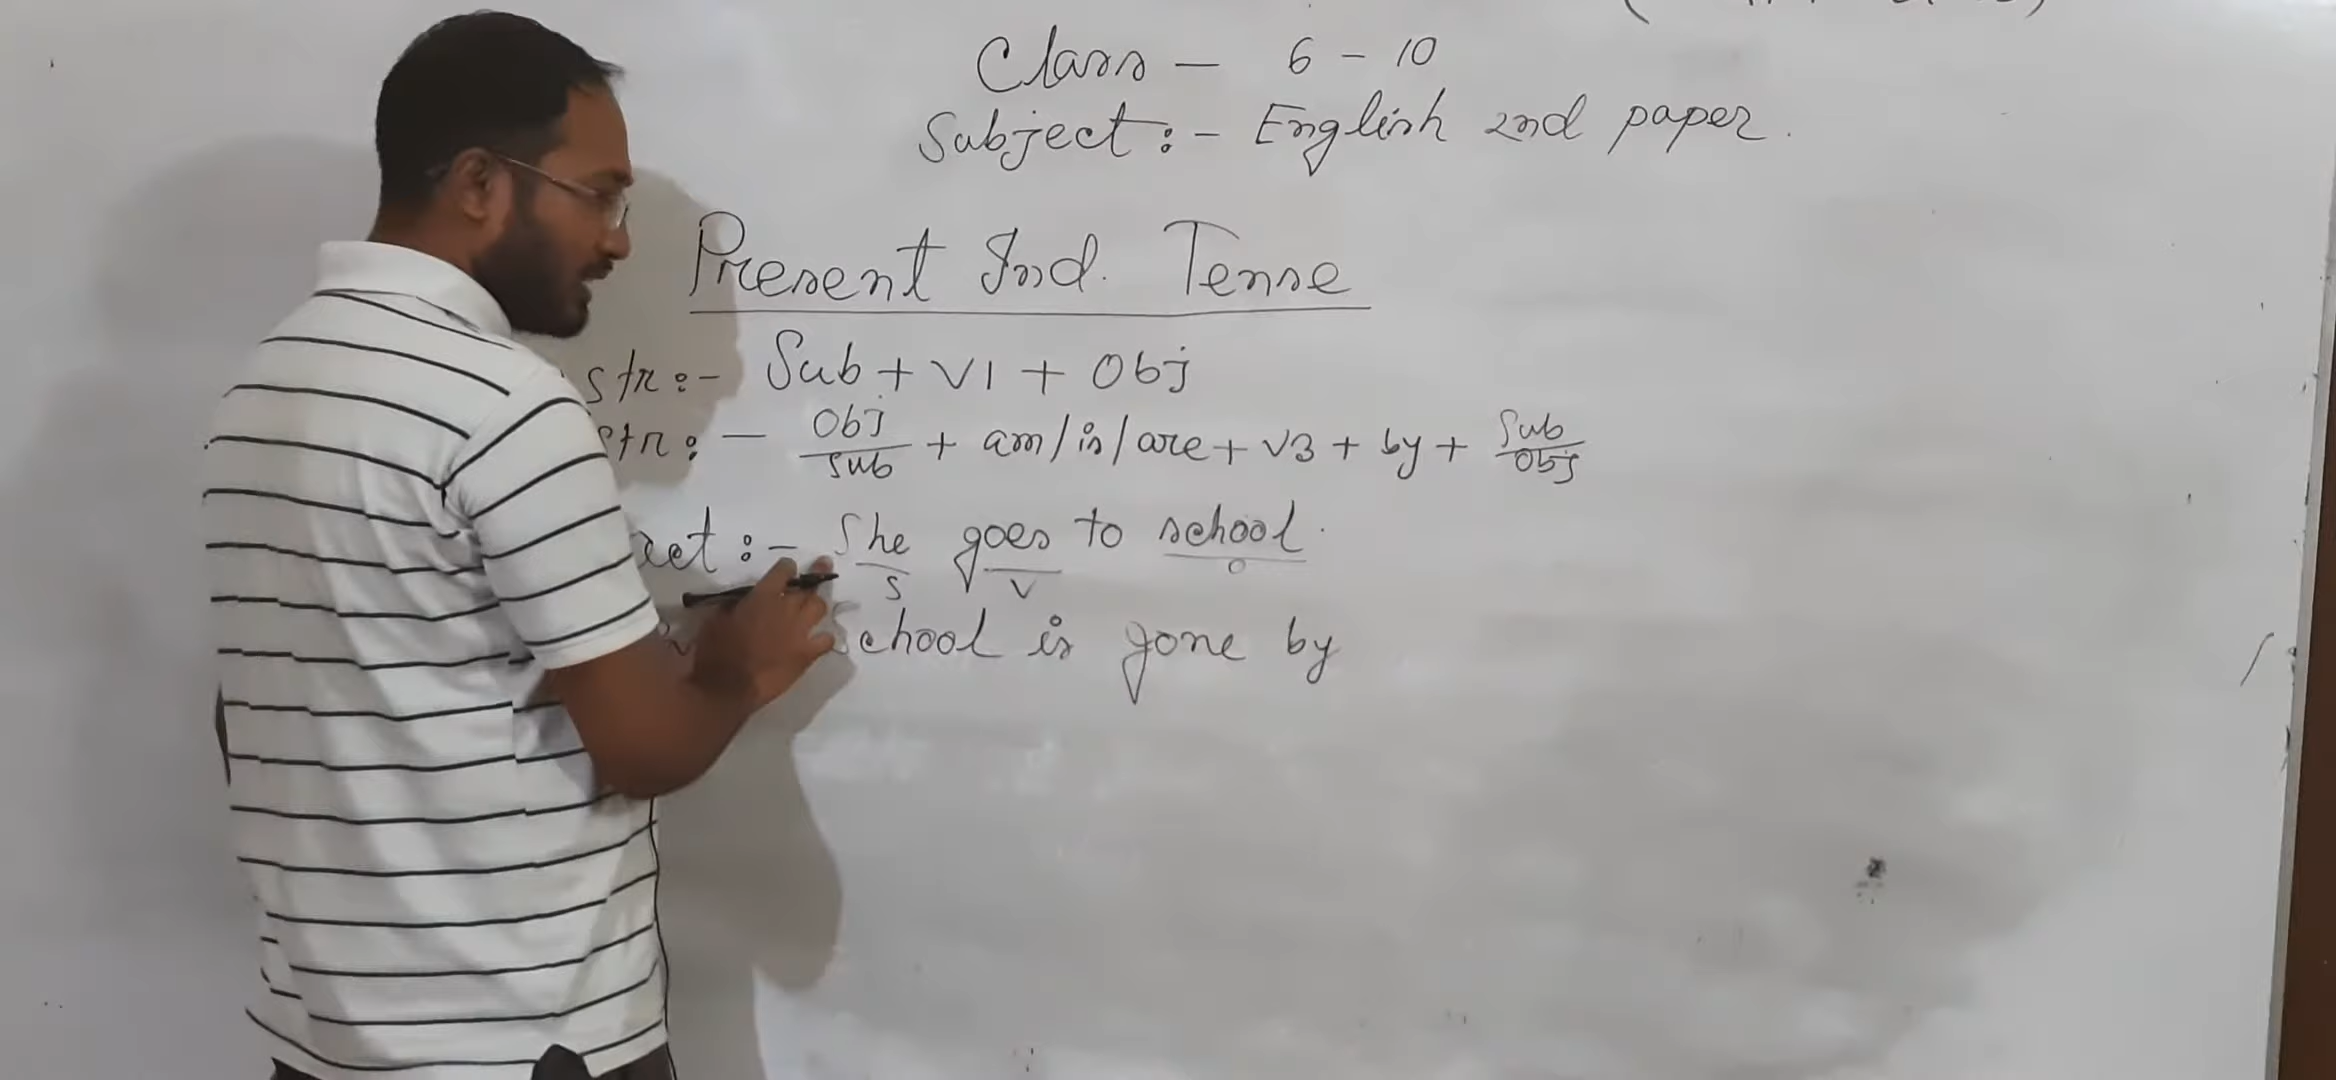 Class - 6 - 10
Subject:- English 2nd paper.
Present Ind. Tense
str:- Sub + V1 + Obj
str:- Obj/Sub + am/is/are + V3 + by + Sub/Obj
She goes to school.
S V O
School is gone by